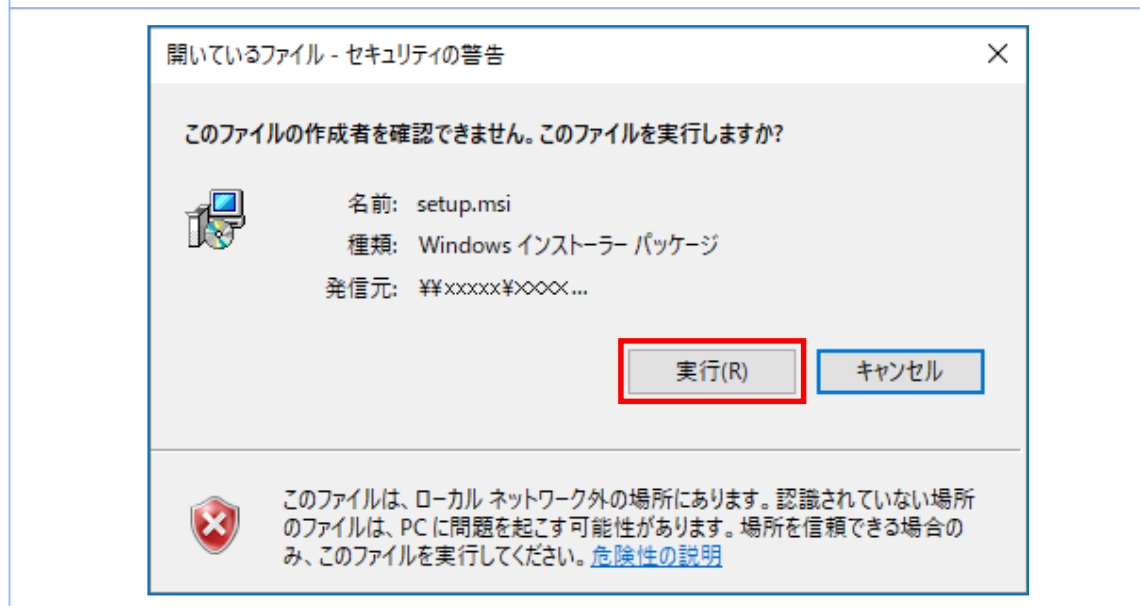 開いているファイル - セキュリティの警告
このファイルの作成者を確認できません。このファイルを実行しますか?
名前: setup.msi
種類: Windows インストーラー パッケージ
発信元: ¥¥xxxxx¥xxxx...
実行(R) キャンセル
このファイルは、ローカル ネットワーク外の場所にあります。認識されていない場所
のファイルは、PC に問題を起こす可能性があります。場所を信頼できる場合の
み、このファイルを実行してください。危険性の説明